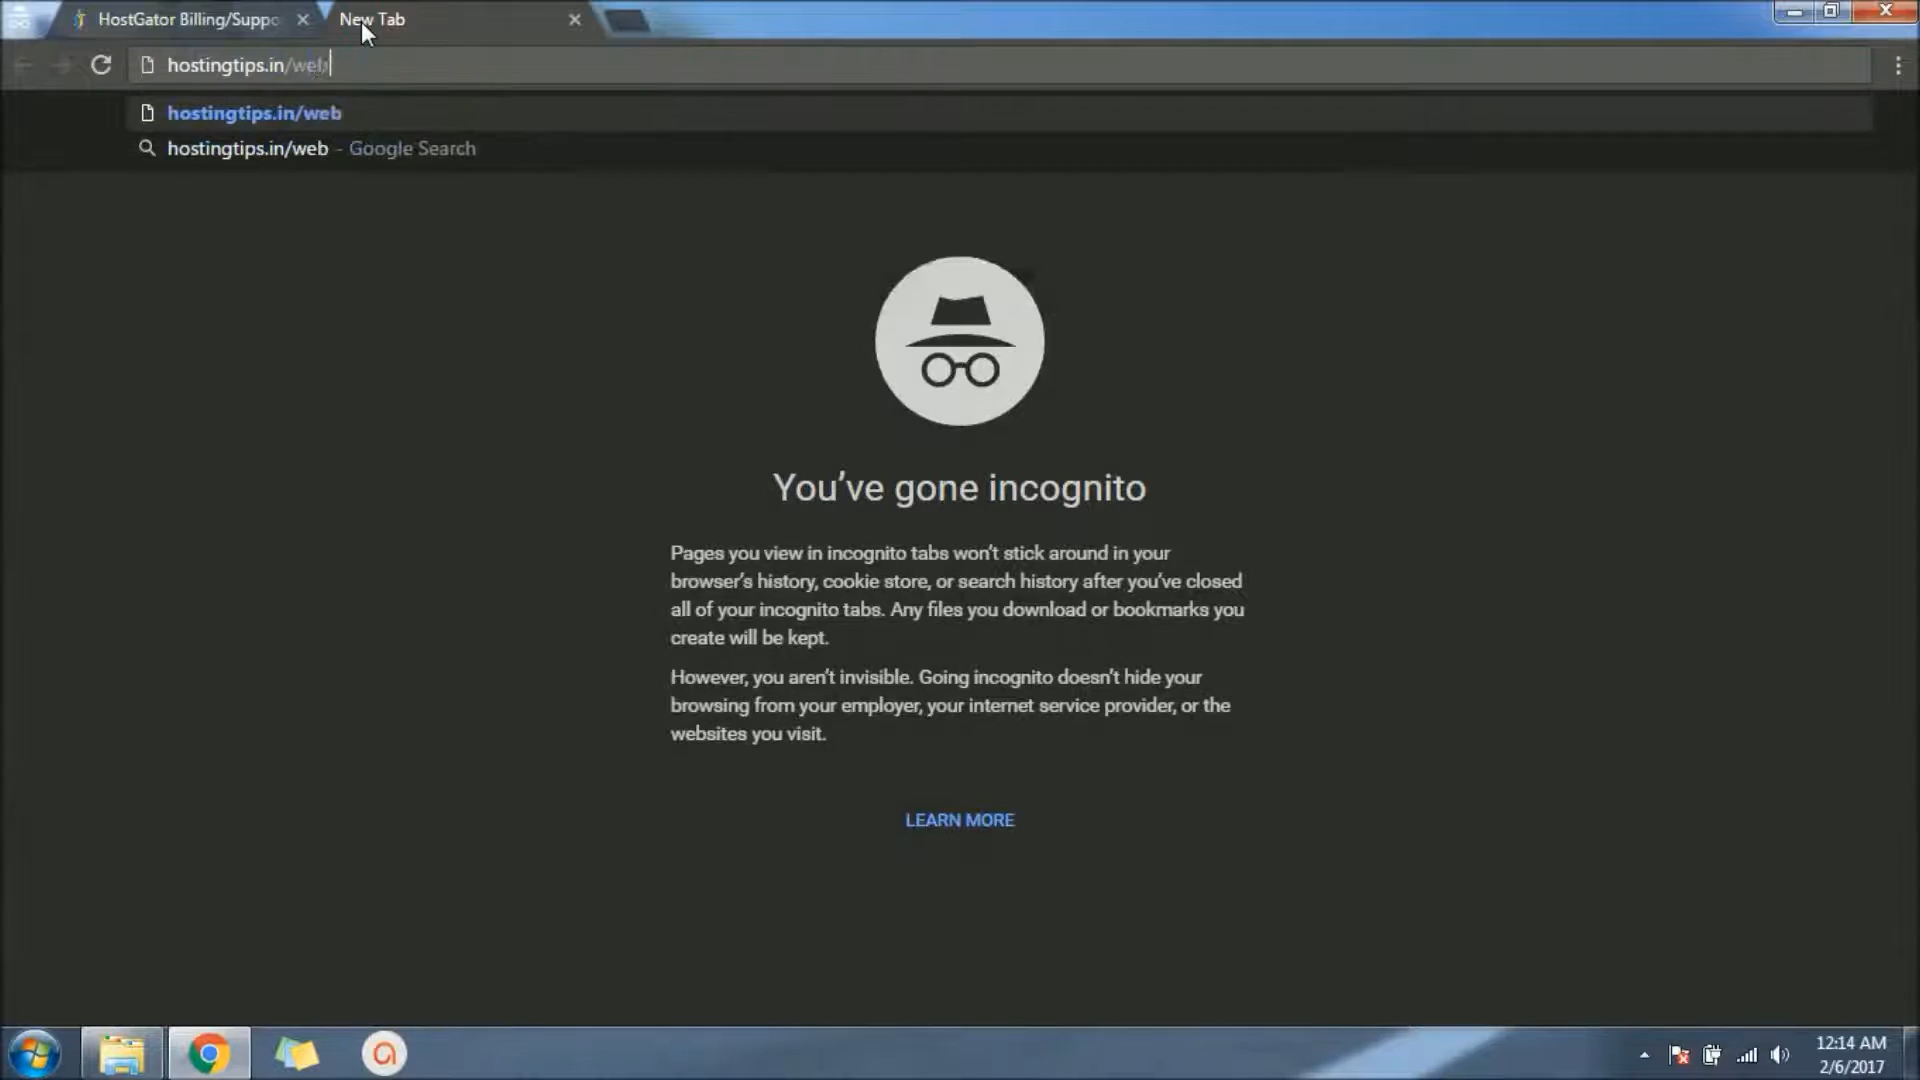 HostGator Billing/Suppo
New Tab
hostingtips.in/web
hostingtips.in/web
hostingtips.in/web - Google Search
You've gone incognito
Pages you view in incognito tabs won't stick around in your
browser's history, cookie store, or search history after you've closed
all of your incognito tabs. Any files you download or bookmarks you
create will be kept.
However, you aren't invisible. Going incognito doesn't hide your
browsing from your employer, your internet service provider, or the
websites you visit.
LEARN MORE
12:14 AM
2/6/2017